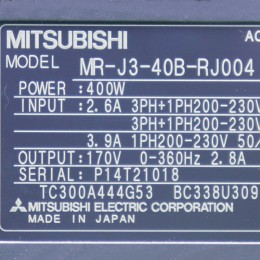 MITSUBISHI AC
MODEL MR-J3-40B-RJ004
POWER : 400W
INPUT : 2.6A 3PH+1PH200-230V
3PH+1PH200-230V
3.9A 1PH200-230V 50/
OUTPUT: 170V 0-360Hz 2.8A
SERIAL: P14T21018
TC300A444G53 BC338U309
MITSUBISHI ELECTRIC CORPORATION
MADE IN JAPAN